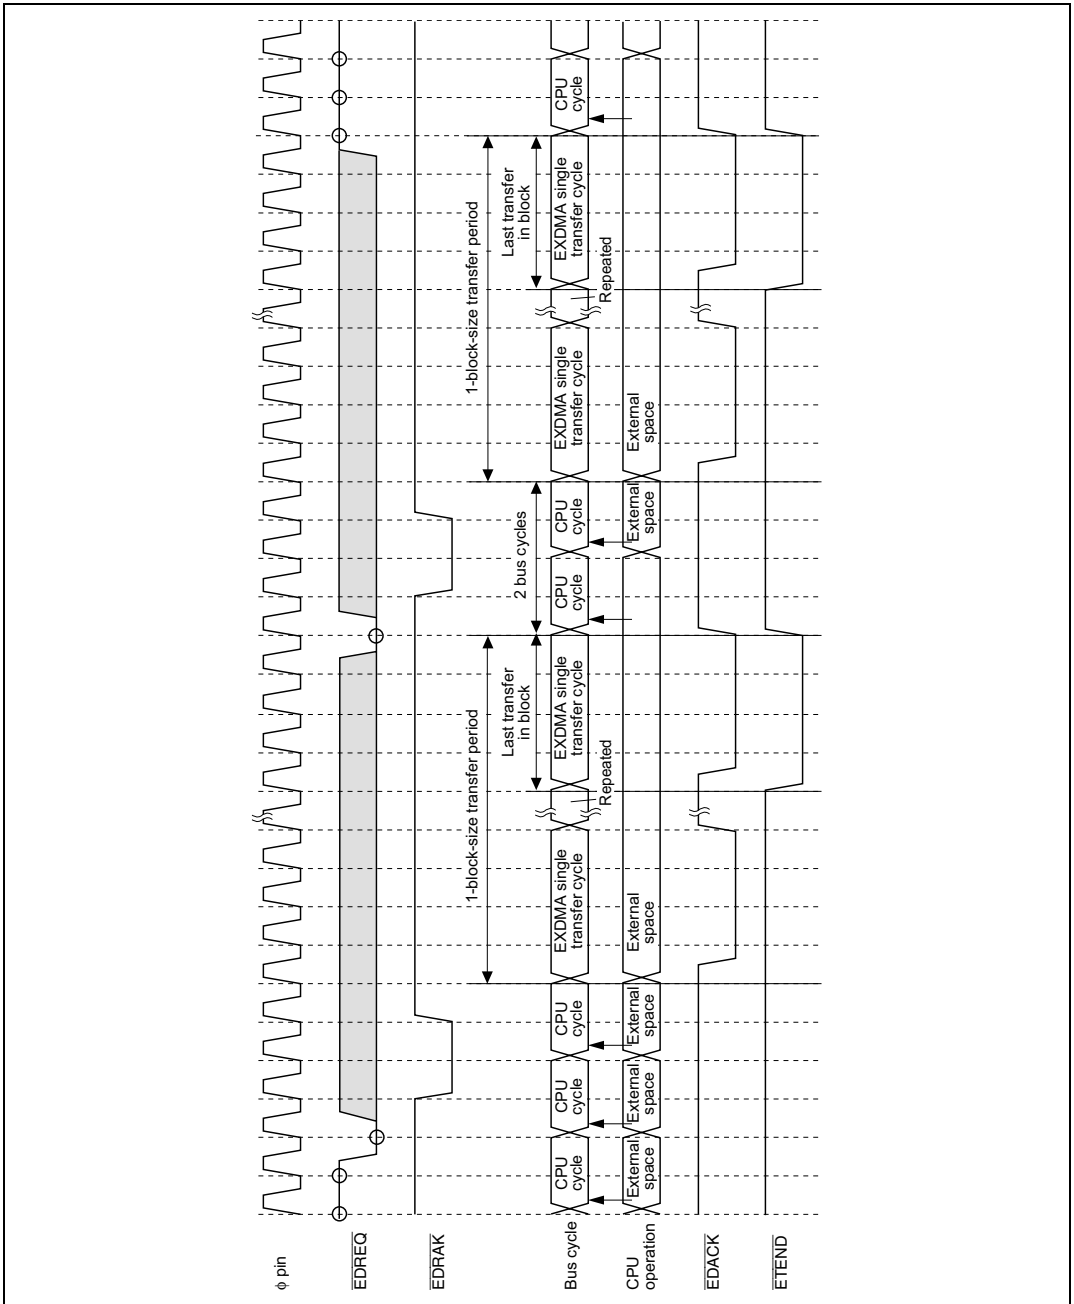 φ pin
EDREQ
EDRAK
1-block-size transfer period
1-block-size transfer period
Last transfer
in block
2 bus cycles
Last transfer
in block
Bus cycle
CPU
cycle
CPU
cycle
CPU
cycle
EXDMA single
transfer cycle
Repeated
EXDMA single
transfer cycle
CPU
cycle
CPU
cycle
EXDMA single
transfer cycle
Repeated
EXDMA single
transfer cycle
CPU
cycle
CPU
operation
External
space
External
space
External
space
External
space
External
space
External
space
EDACK
ETEND